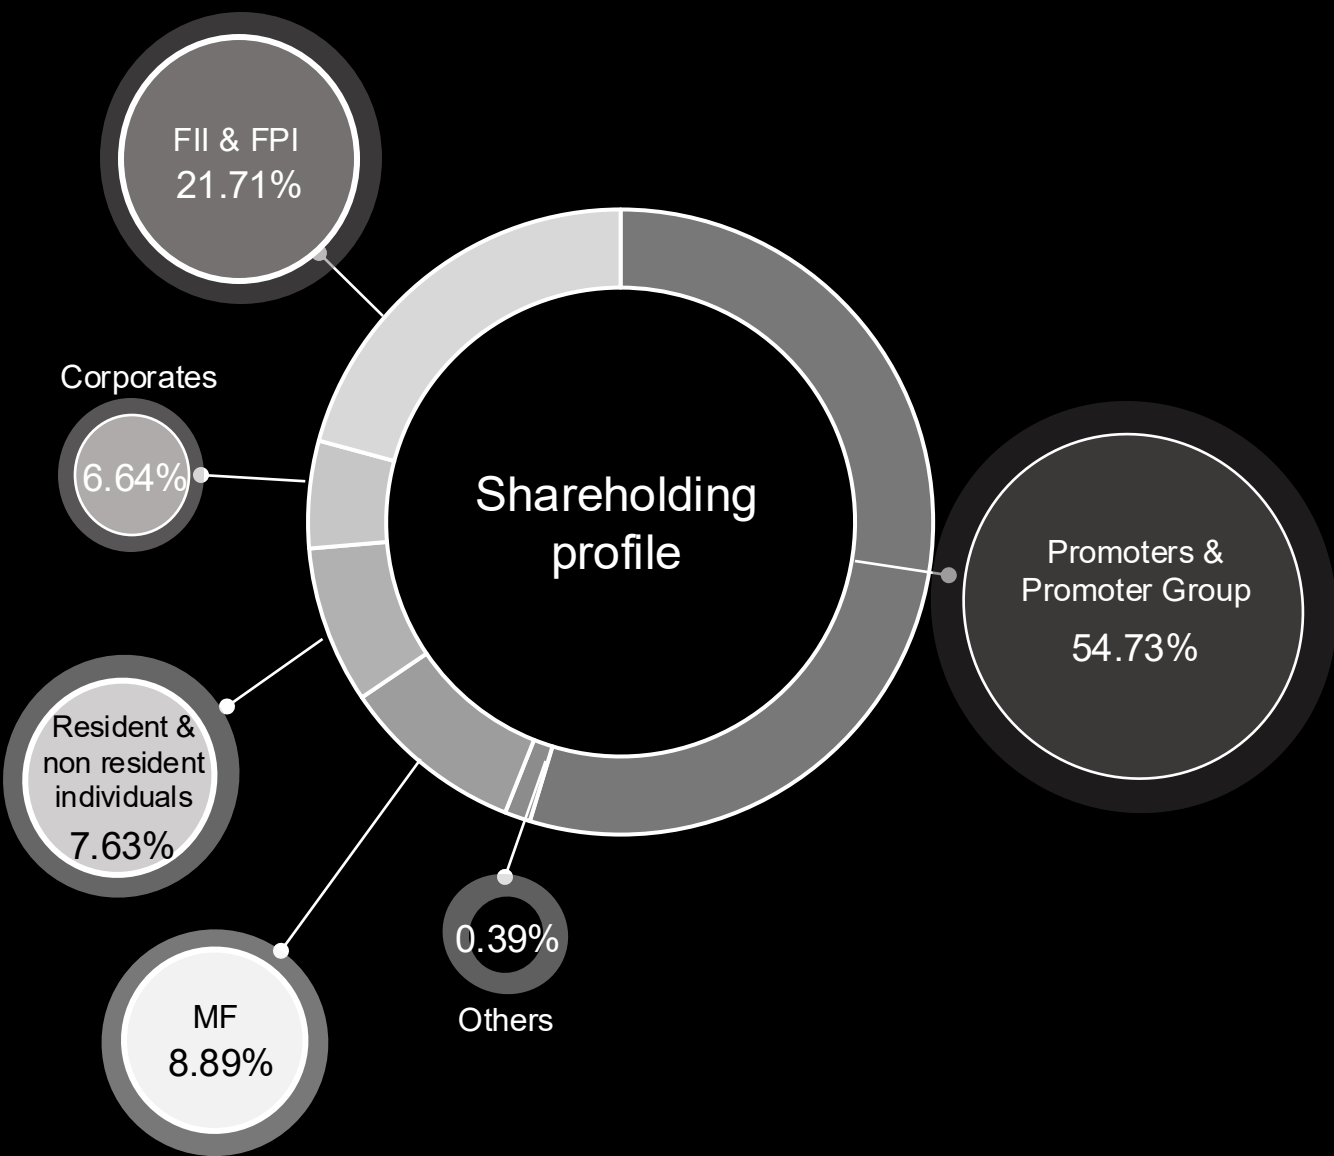 FII & FPI
21.71%
Corporates
6.64%
Shareholding
profile
Promoters &
Promoter Group
54.73%
Resident &
non resident
individuals
7.63%
MF
8.89%
0.39%
Others